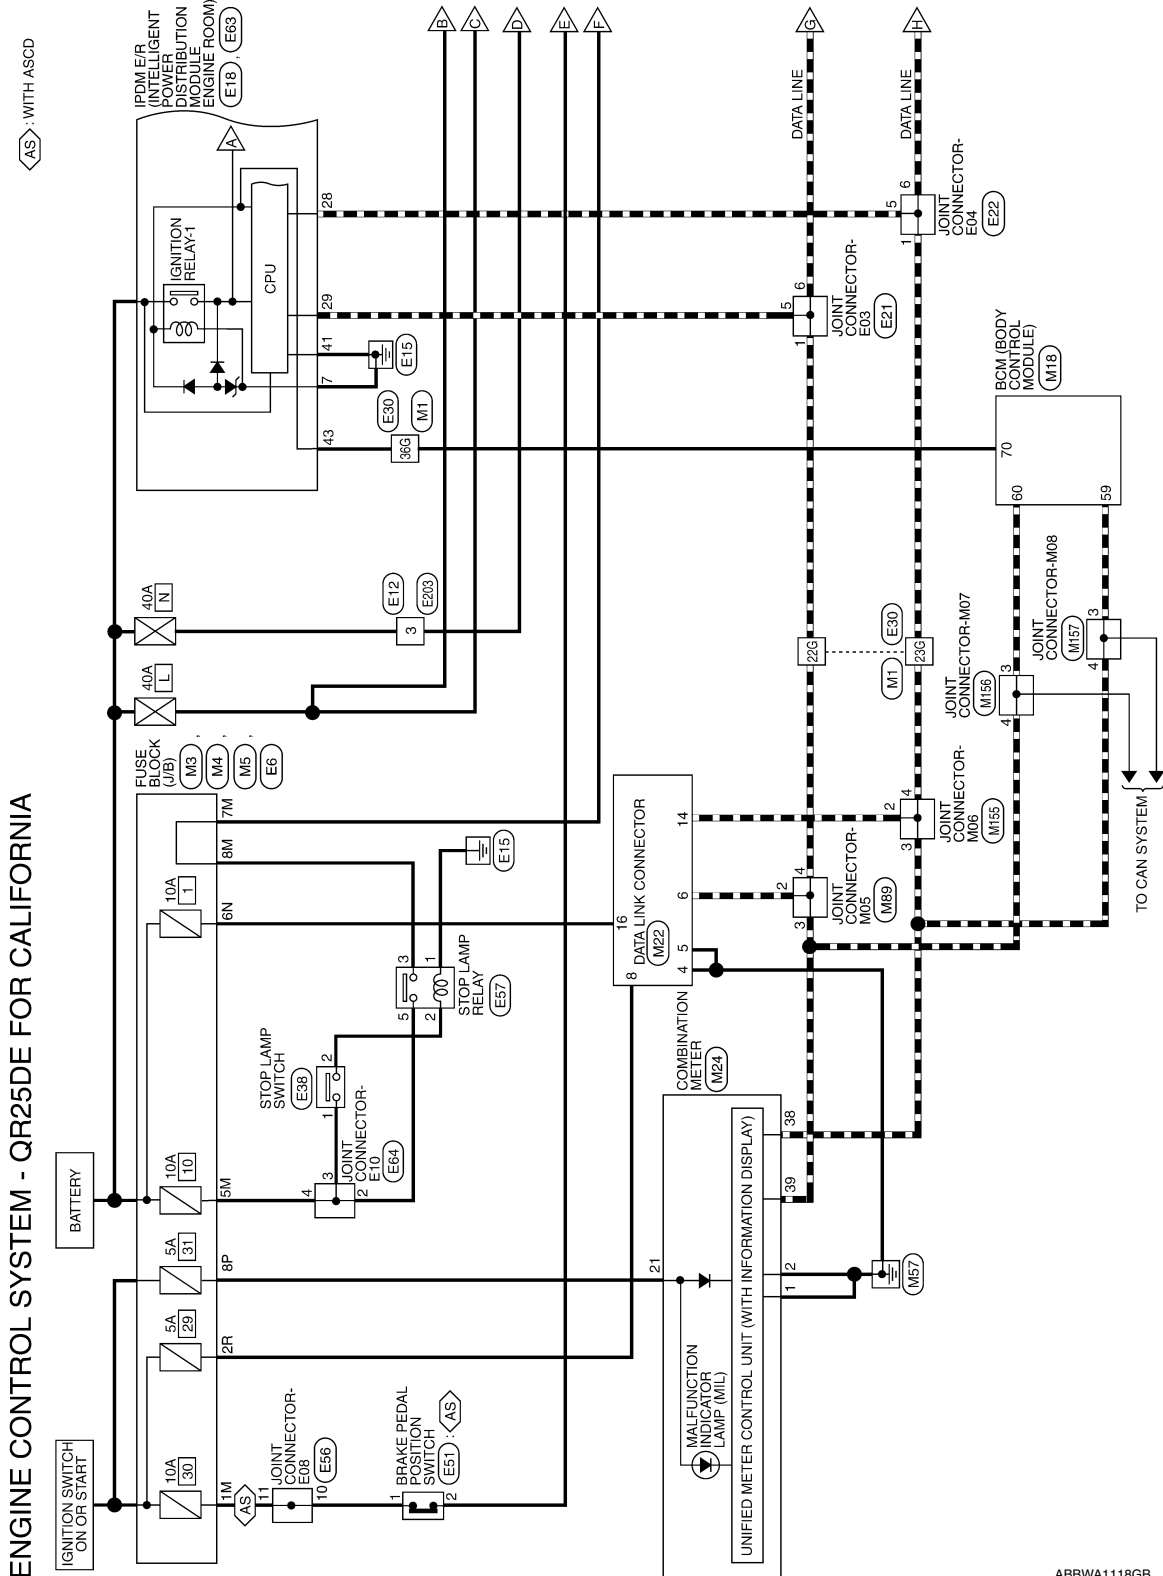 ENGINE CONTROL SYSTEM - QR25DE FOR CALIFORNIA
AS : WITH ASCD
IGNITION SWITCH
ON OR START
BATTERY
10A
30
5A
29
5A
31
10A
10
10A
1
FUSE
BLOCK
(J/B)
M3 ,
M4 ,
M5 ,
E6
40A
L
40A
N
IPDM E/R
(INTELLIGENT
POWER
DISTRIBUTION
MODULE
ENGINE ROOM)
E18 , E63
IGNITION
RELAY-1
CPU
A
1M
2R
8P
5M
6N
8M
7M
43
7
41
29
28
AS
11
JOINT
CONNECTOR-
E08
E56
10
1
BRAKE PEDAL
POSITION
SWITCH
E51 : AS
2
4
3
2
JOINT
CONNECTOR-
E10
E64
STOP LAMP
SWITCH
E38
1
2
5
3
2
1
STOP LAMP
RELAY
E57
E15
3
E12
E203
36G
E30
M1
E15
B
C
D
E
F
G
H
DATA LINE
DATA LINE
16
DATA LINK CONNECTOR
M22
8
4
5
6
14
COMBINATION
METER
M24
21
MALFUNCTION
INDICATOR
LAMP (MIL)
UNIFIED METER CONTROL UNIT (WITH INFORMATION DISPLAY)
1
2
39
38
M57
3
2
4
JOINT
CONNECTOR-
M05
M89
3
2
4
JOINT
CONNECTOR-
M06
M155
22G
23G
M1
E30
1
5
6
JOINT
CONNECTOR-
E03
E21
1
5
6
JOINT
CONNECTOR-
E04
E22
BCM (BODY
CONTROL
MODULE)
M18
70
60
59
JOINT
CONNECTOR-M07
M156
4
3
JOINT
CONNECTOR-M08
M157
4
3
TO CAN SYSTEM
ABBWA1118GB